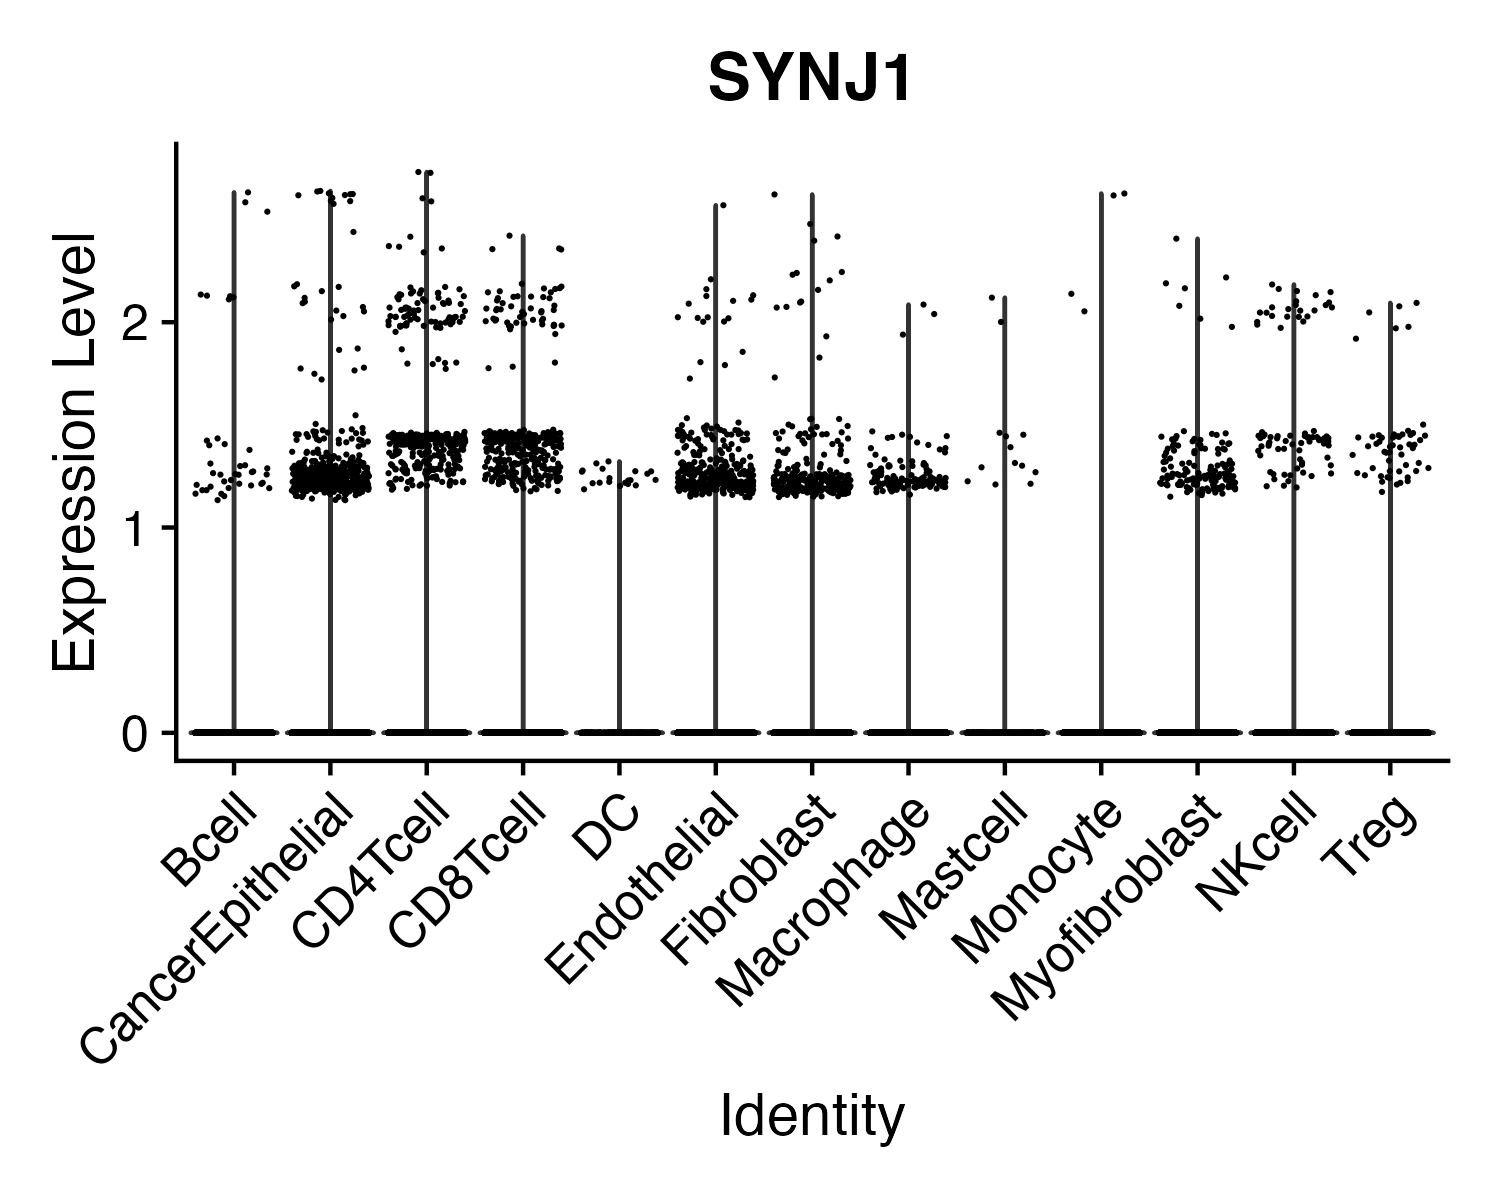 SYNJ1
Expression Level
2
1
0
Bcell
CancerEpithelial
CD4Tcell
CD8Tcell
DC
Endothelial
Fibroblast
Macrophage
Mastcell
Monocyte
Myofibroblast
NKcell
Treg
Identity